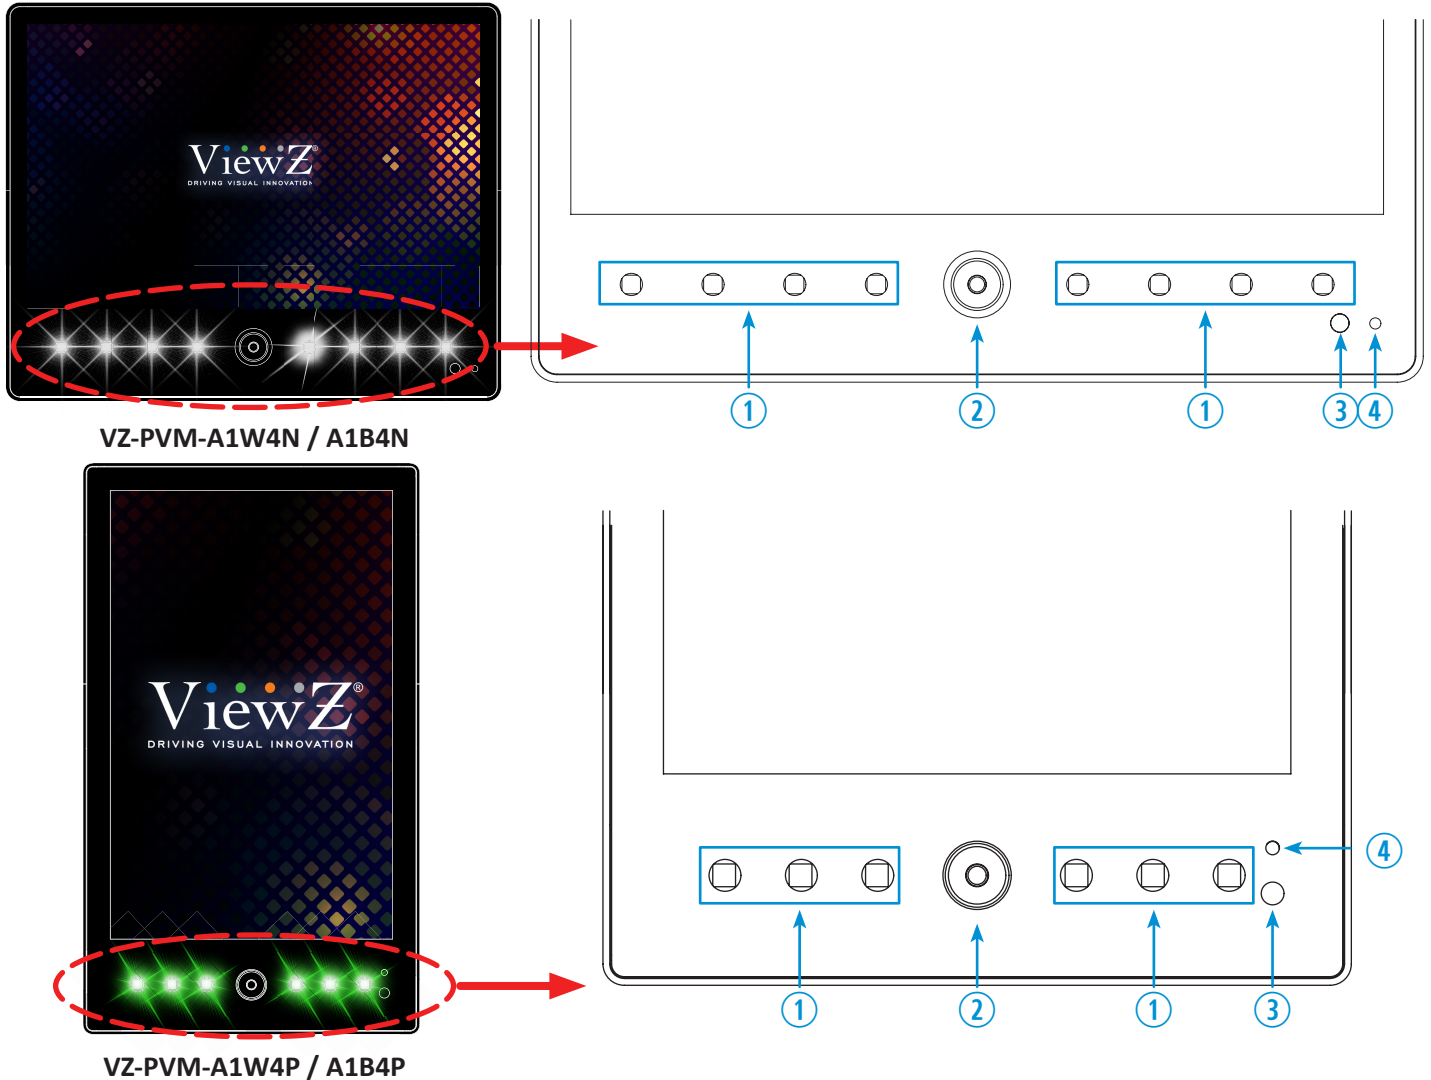 ViewZ®
DRIVING VISUAL INNOVATION
① ② ① ③ ④
VZ-PVM-A1W4N / A1B4N
ViewZ®
DRIVING VISUAL INNOVATION
④
① ② ① ③
VZ-PVM-A1W4P / A1B4P